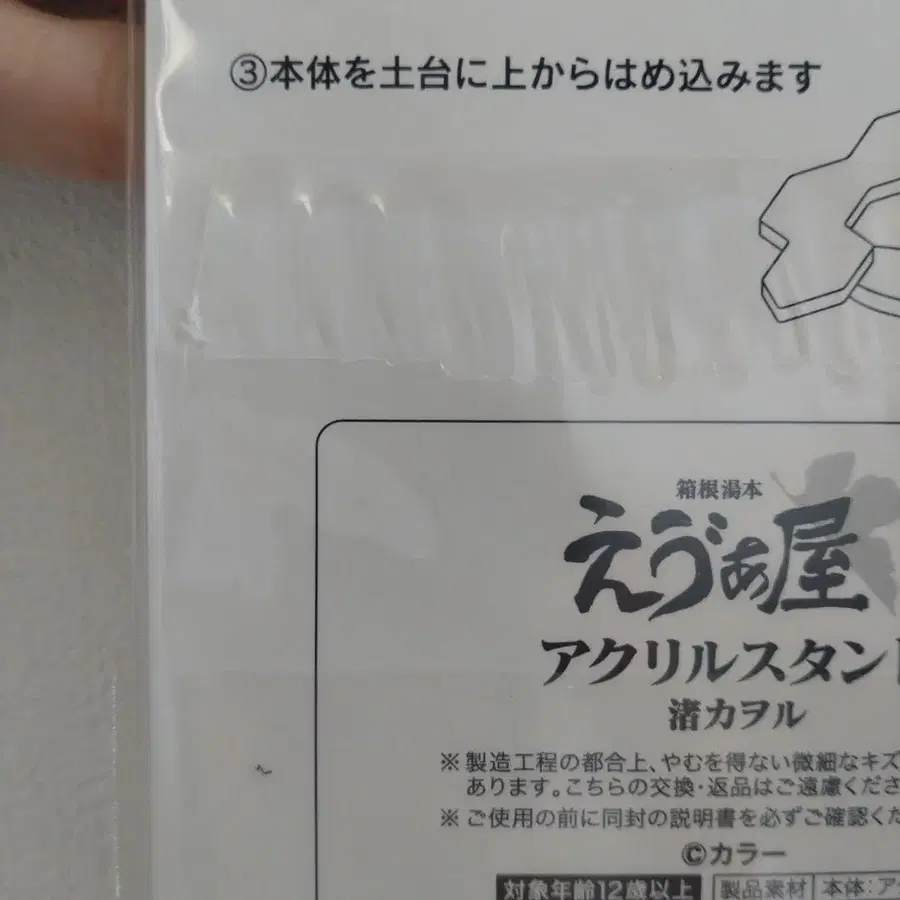 ③本体を土台に上からはめ込みます
箱根湯本
えゔぁ屋
アクリルスタン
渚カヲル
※製造工程の都合上、やむを得ない微細なキズ
あります。こちらの交換・返品はご遠慮くださ
※ご使用の前に同封の説明書を必ずご確認くだ
©カラー
対象年齢12歳以上 製品素材 本体:ア